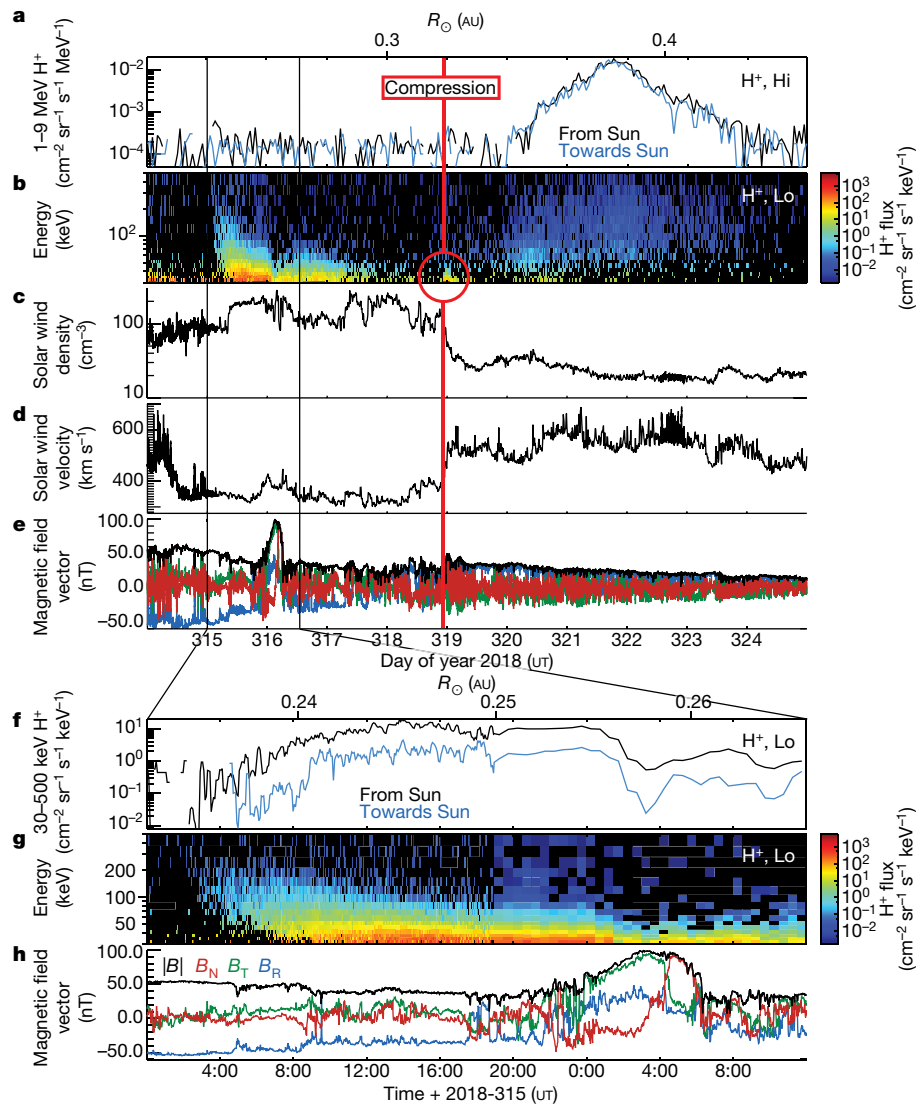 a
R☉ (AU)
0.3 0.4
1–9 MeV H⁺
(cm⁻² sr⁻¹ s⁻¹ MeV⁻¹)
10⁻²
10⁻³
10⁻⁴
H⁺, Hi
Compression
From Sun
Towards Sun
b
Energy
(keV)
10²
H⁺, Lo
10³
10²
10¹
10⁰
10⁻¹
10⁻²
H⁺ flux
(cm⁻² sr⁻¹ s⁻¹ keV⁻¹)
c
Solar wind
density
(cm⁻³)
100
10
d
Solar wind
velocity
(km s⁻¹)
600
400
e
Magnetic field
vector
(nT)
100.0
50.0
0.0
−50.0
315 316 317 318 319 320 321 322 323 324
Day of year 2018 (UT)
R☉ (AU)
0.24 0.25 0.26
f
30–500 keV H⁺
(cm⁻² sr⁻¹ s⁻¹ keV⁻¹)
10¹
10⁰
10⁻¹
10⁻²
H⁺, Lo
From Sun
Towards Sun
g
Energy
(keV)
200
100
50
H⁺, Lo
10³
10²
10¹
10⁰
10⁻¹
10⁻²
H⁺ flux
(cm⁻² sr⁻¹ s⁻¹ keV⁻¹)
h
Magnetic field
vector
(nT)
100.0
50.0
0.0
−50.0
|B| B_N B_T B_R
4:00 8:00 12:00 16:00 20:00 0:00 4:00 8:00
Time + 2018-315 (UT)